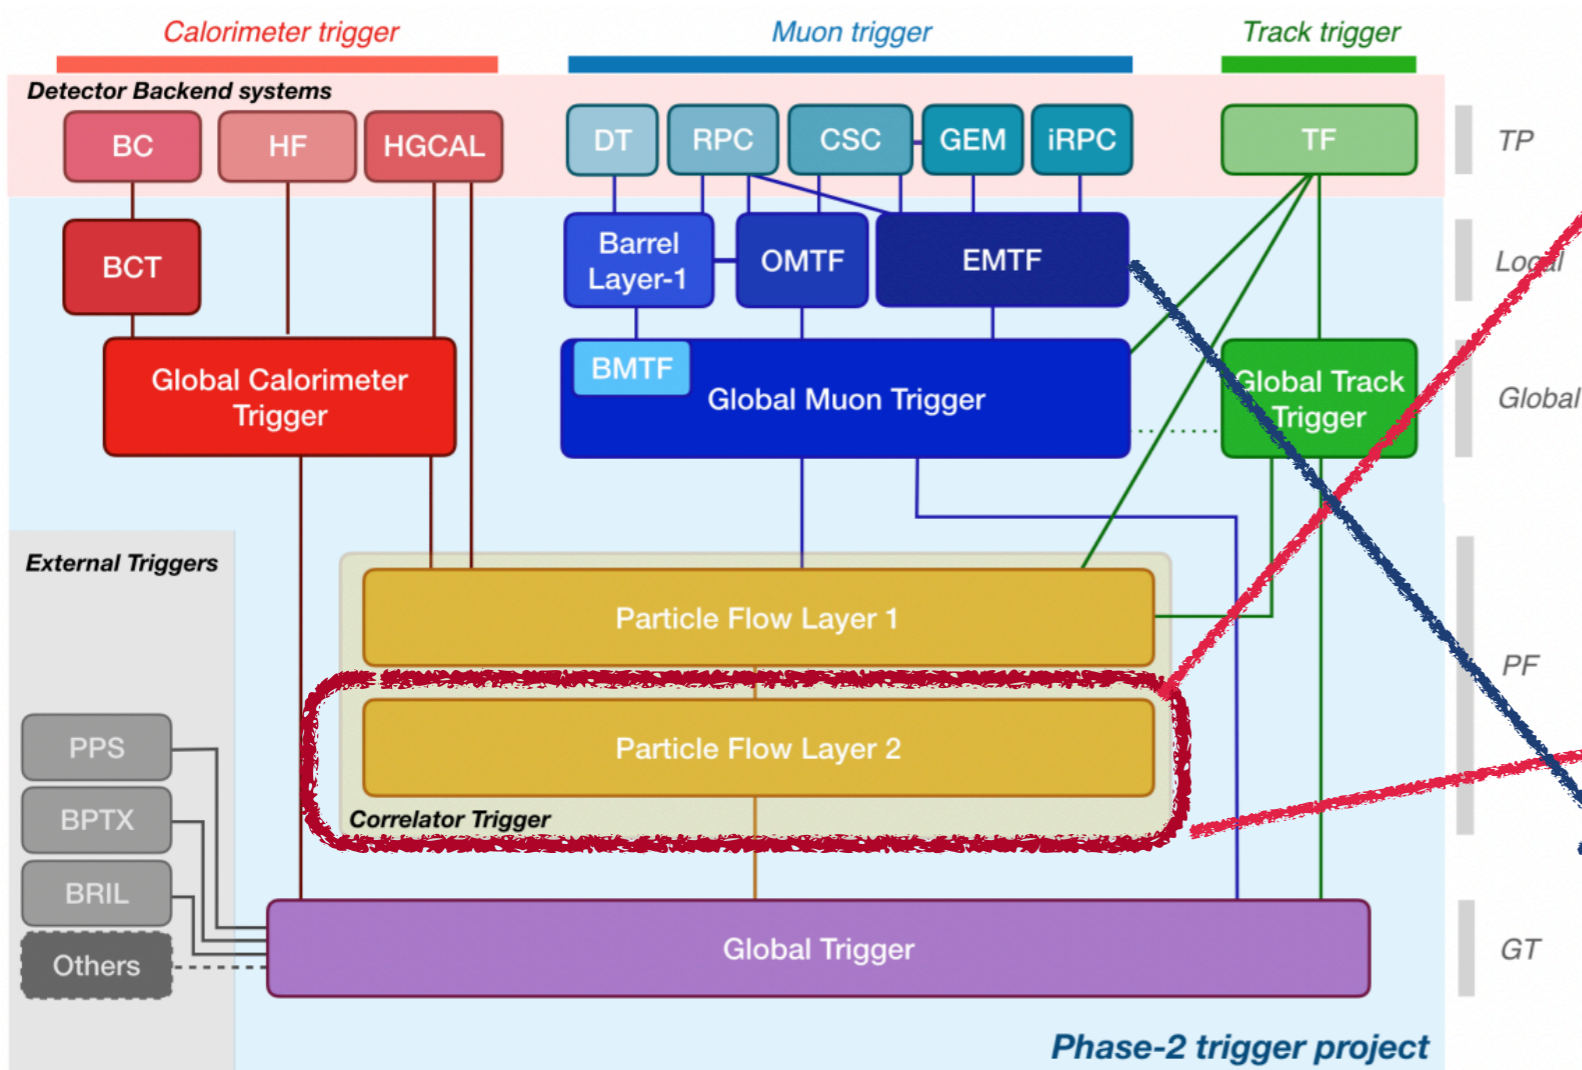 Calorimeter trigger
Muon trigger
Track trigger
Detector Backend systems
BC
HF
HGCAL
DT
RPC
CSC
GEM
iRPC
TF
TP
BCT
Barrel
Layer-1
OMTF
EMTF
Local
Global Calorimeter
Trigger
BMTF
Global Muon Trigger
Global Track
Trigger
Global
External Triggers
Particle Flow Layer 1
PF
PPS
Particle Flow Layer 2
BPTX
Correlator Trigger
BRIL
Others
Global Trigger
GT
Phase-2 trigger project